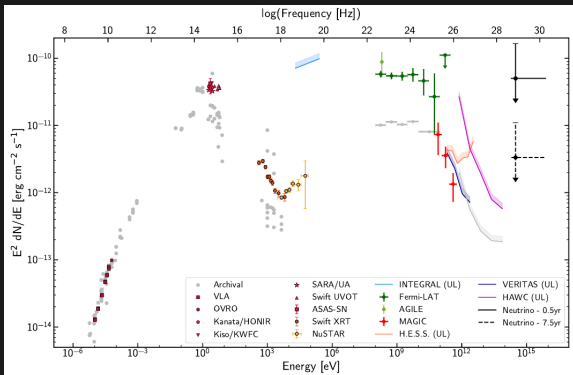 log(Frequency [Hz])
8 10 12 14 16 18 20 22 24 26 28 30
E² dN/dE [erg cm⁻² s⁻¹]
10⁻¹⁰
10⁻¹¹
10⁻¹²
10⁻¹³
10⁻¹⁴
Archival
VLA
OVRO
Kanata/HONIR
Kiso/KWFC
SARA/UA
Swift UVOT
ASAS-SN
Swift XRT
NuSTAR
INTEGRAL (UL)
Fermi-LAT
AGILE
MAGIC
H.E.S.S. (UL)
VERITAS (UL)
HAWC (UL)
Neutrino - 0.5yr
Neutrino - 7.5yr
10⁻⁶ 10⁻³ 10⁰ 10³ 10⁶ 10⁹ 10¹² 10¹⁵
Energy [eV]